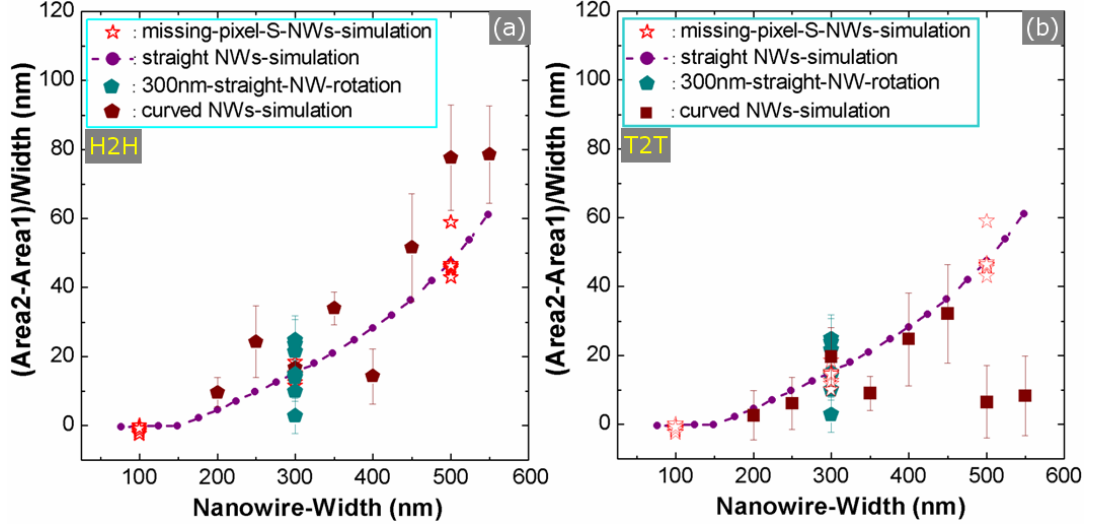 (a)
: missing-pixel-S-NWs-simulation
: straight NWs-simulation
: 300nm-straight-NW-rotation
: curved NWs-simulation
H2H
(Area2-Area1)/Width (nm)
120
100
80
60
40
20
0
100 200 300 400 500 600
Nanowire-Width (nm)
(b)
: missing-pixel-S-NWs-simulation
: straight NWs-simulation
: 300nm-straight-NW-rotation
: curved NWs-simulation
T2T
(Area2-Area1)/Width (nm)
120
100
80
60
40
20
0
100 200 300 400 500 600
Nanowire-Width (nm)